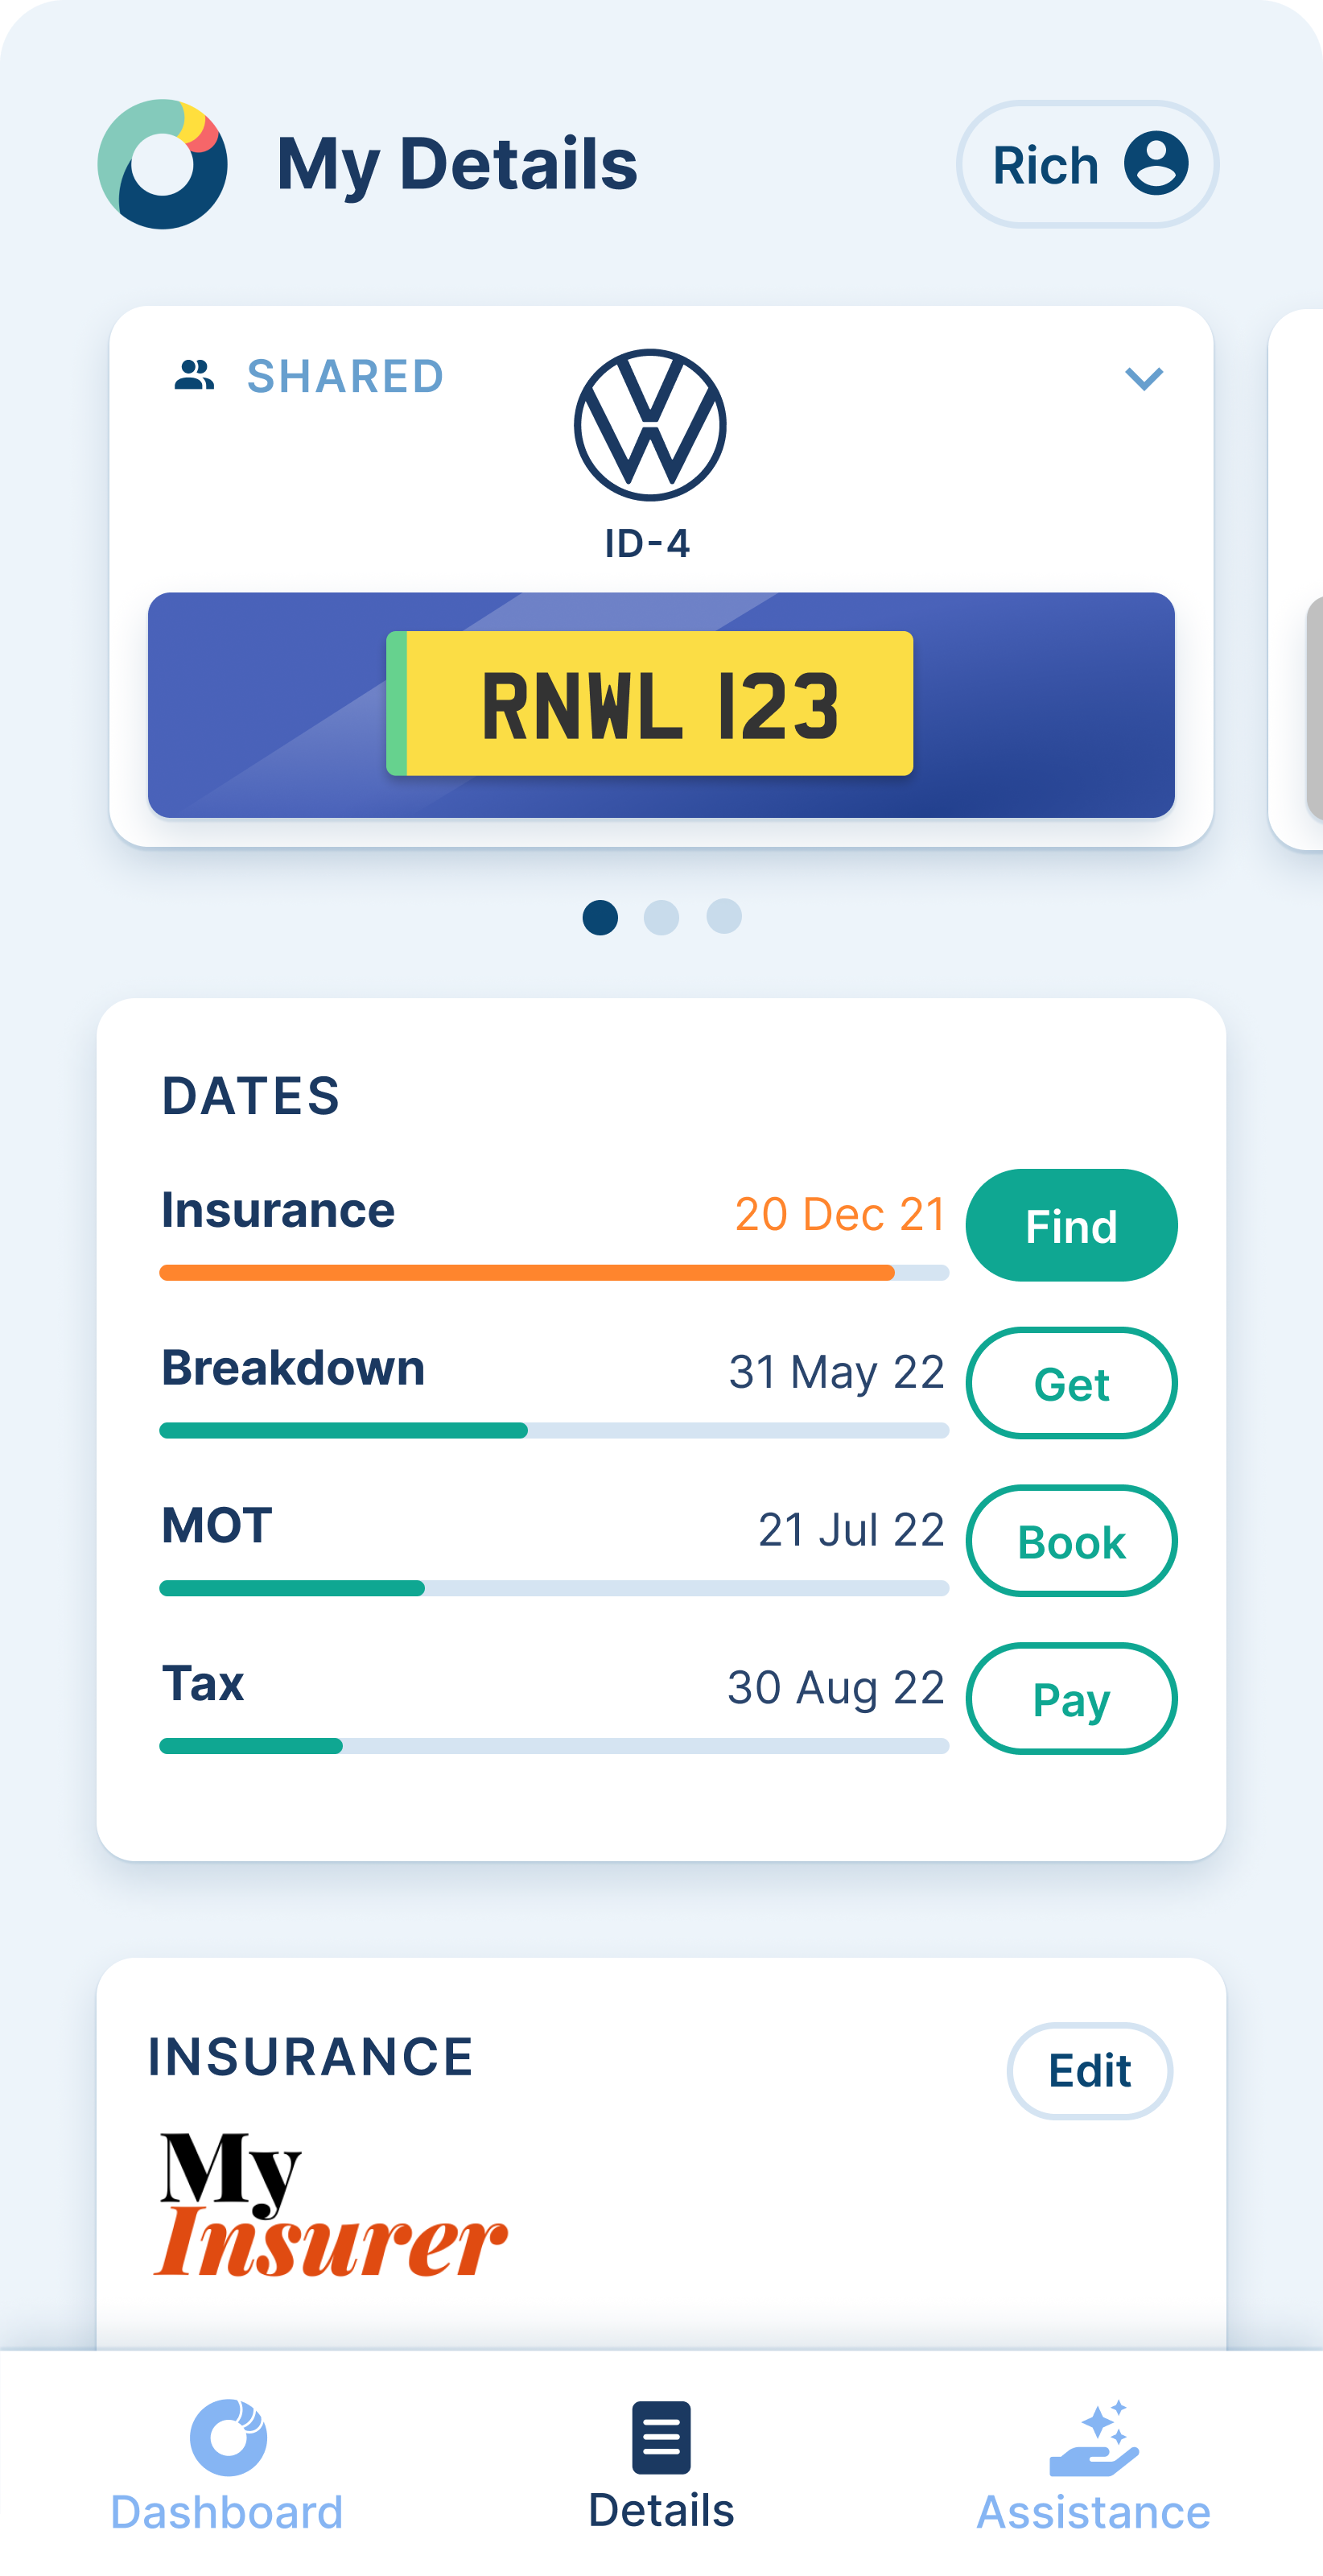 My Details
Rich
SHARED
ID-4
RNWL 123
DATES
Insurance 20 Dec 21 Find
Breakdown 31 May 22 Get
MOT 21 Jul 22 Book
Tax 30 Aug 22 Pay
INSURANCE Edit
My
Insurer
Dashboard Details Assistance